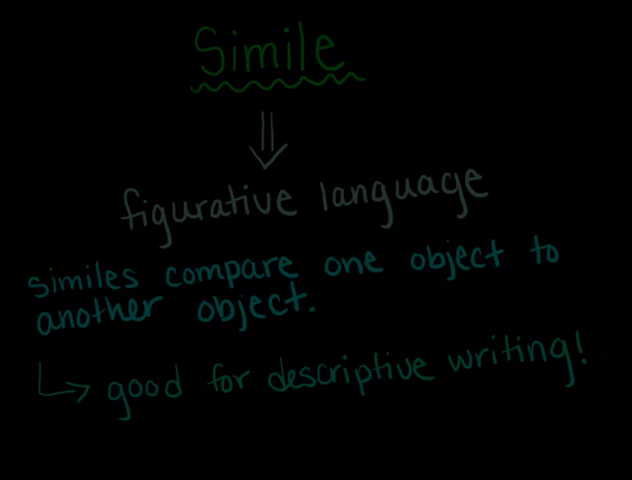 Simile
figurative language
similes compare one object to
another object.
good for descriptive writing!